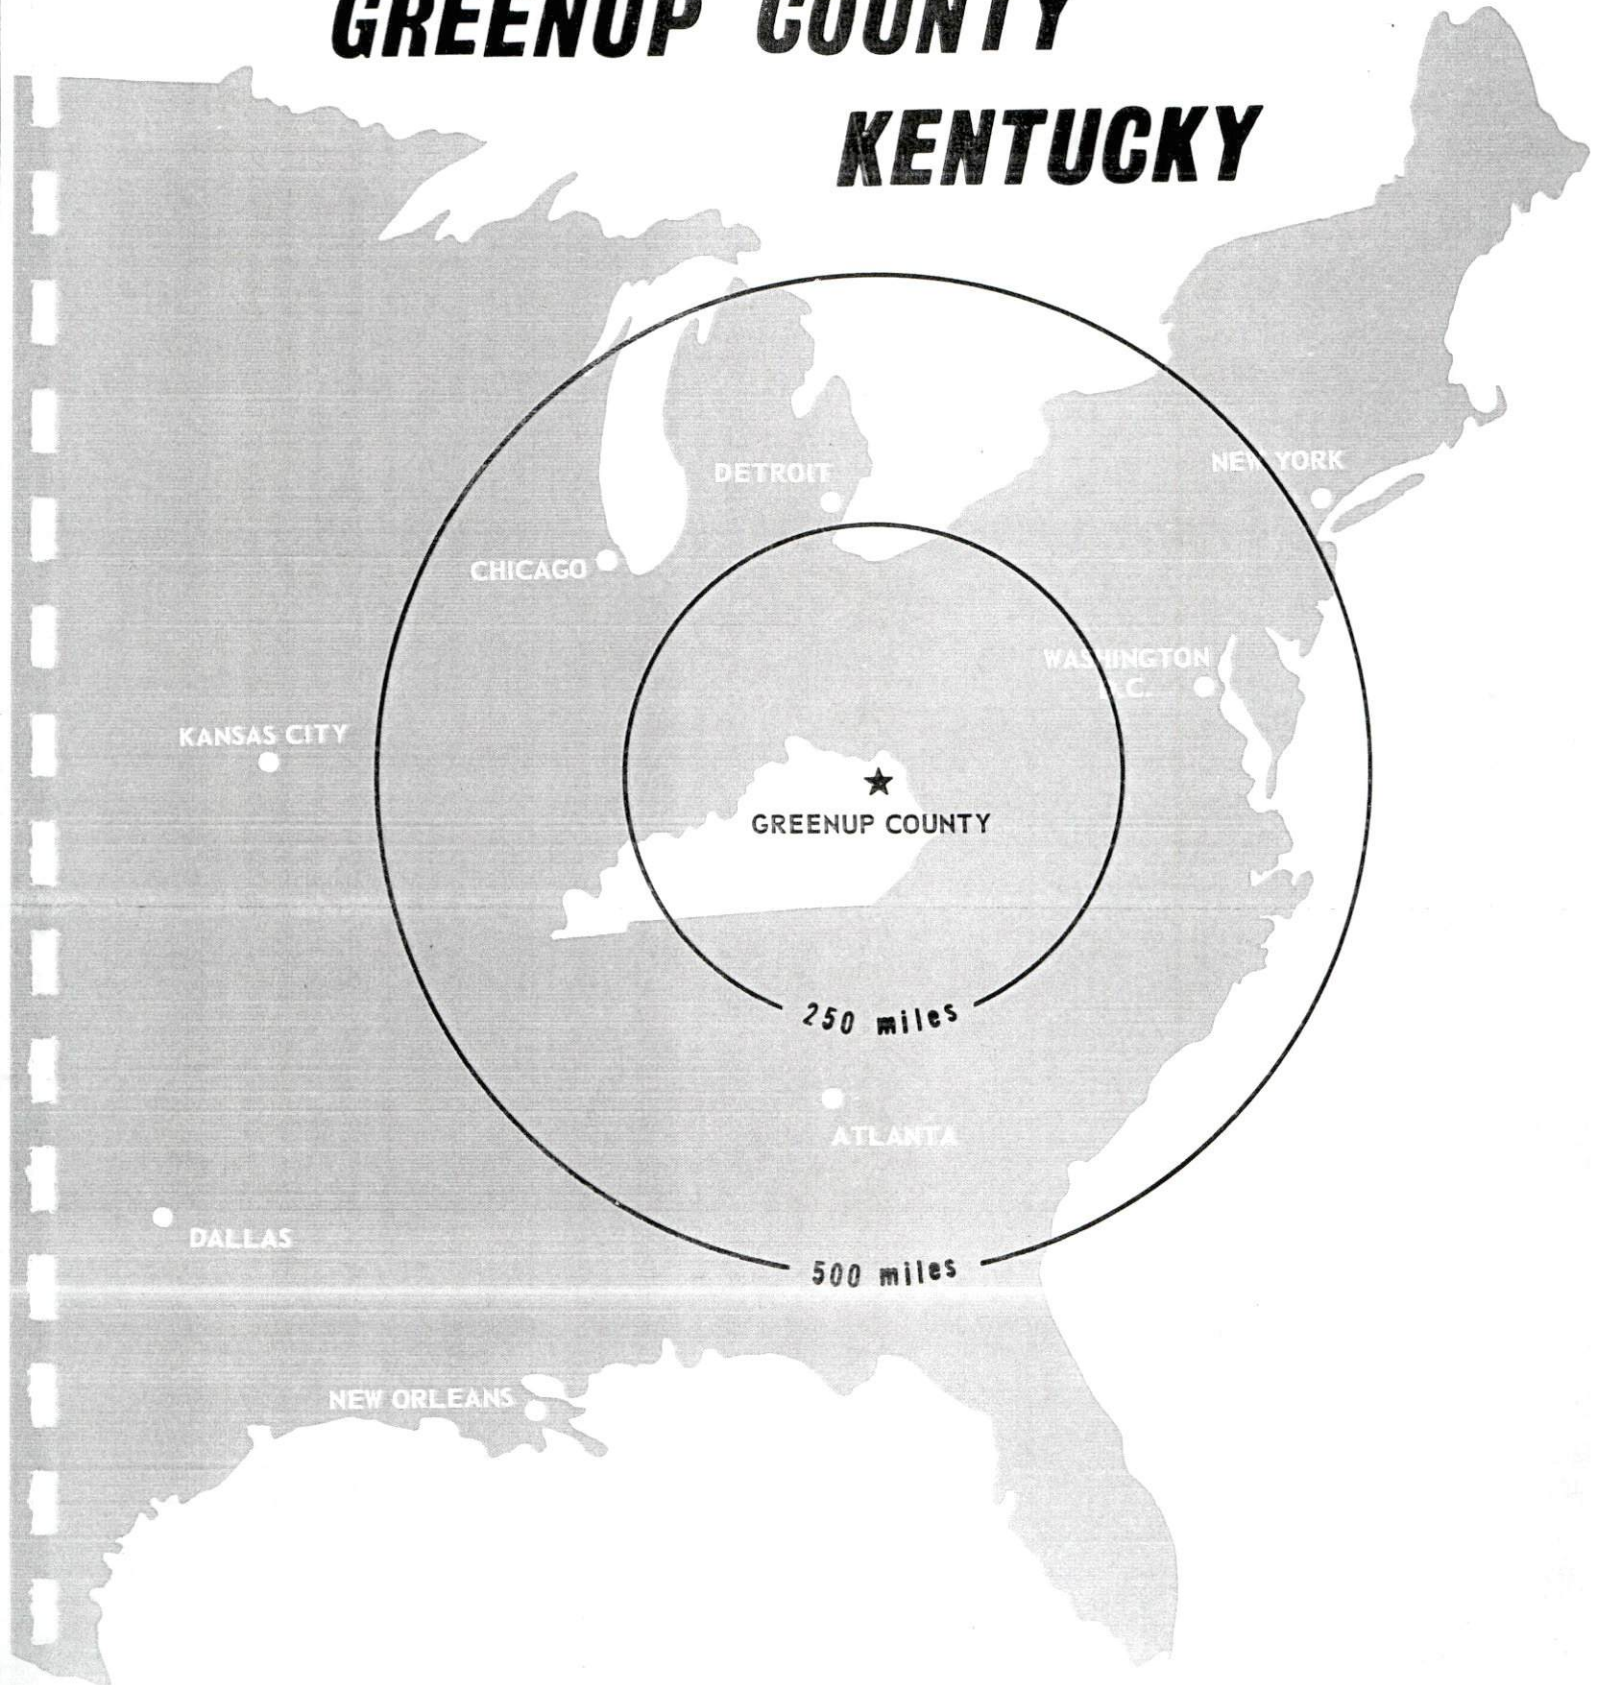 GREENUP COUNTY
KENTUCKY
DETROIT
NEW YORK
CHICAGO
WASHINGTON
D.C.
KANSAS CITY
GREENUP COUNTY
250 miles
ATLANTA
DALLAS
500 miles
NEW ORLEANS